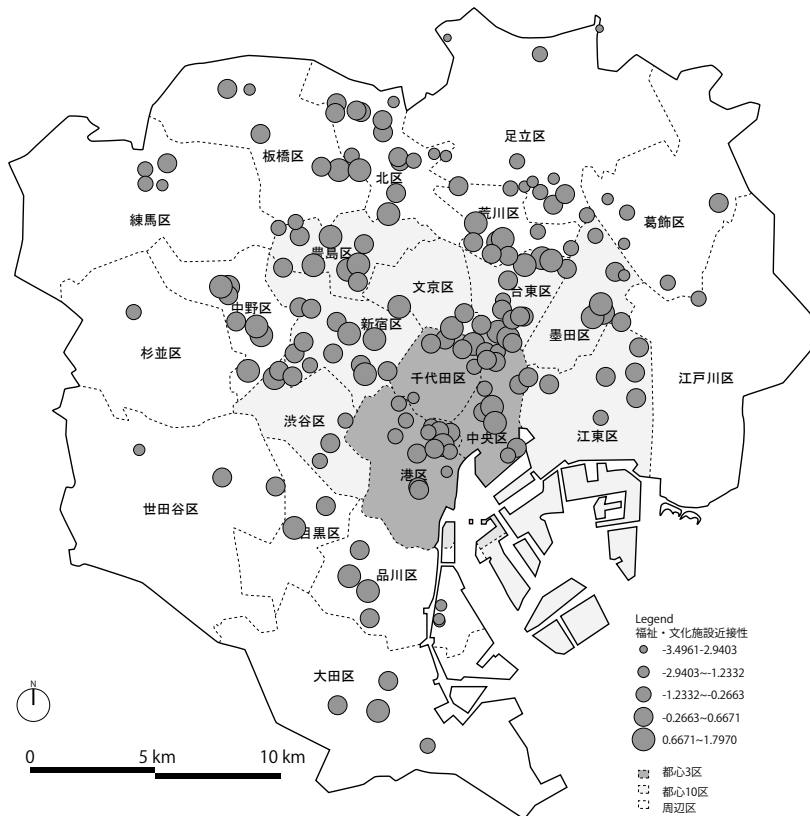 足立区
板橋区
北区
葛飾区
練馬区
荒川区
豊島区
文京区
台東区
中野区
新宿区
墨田区
杉並区
千代田区
江戸川区
渋谷区
中央区
江東区
港区
世田谷区
目黒区
品川区
大田区
Legend
福祉・文化施設近接性
-3.4961-2.9403
-2.9403~-1.2332
-1.2332~-0.2663
-0.2663~0.6671
0.6671~1.7970
都心3区
都心10区
周辺区
N
0 5 km 10 km